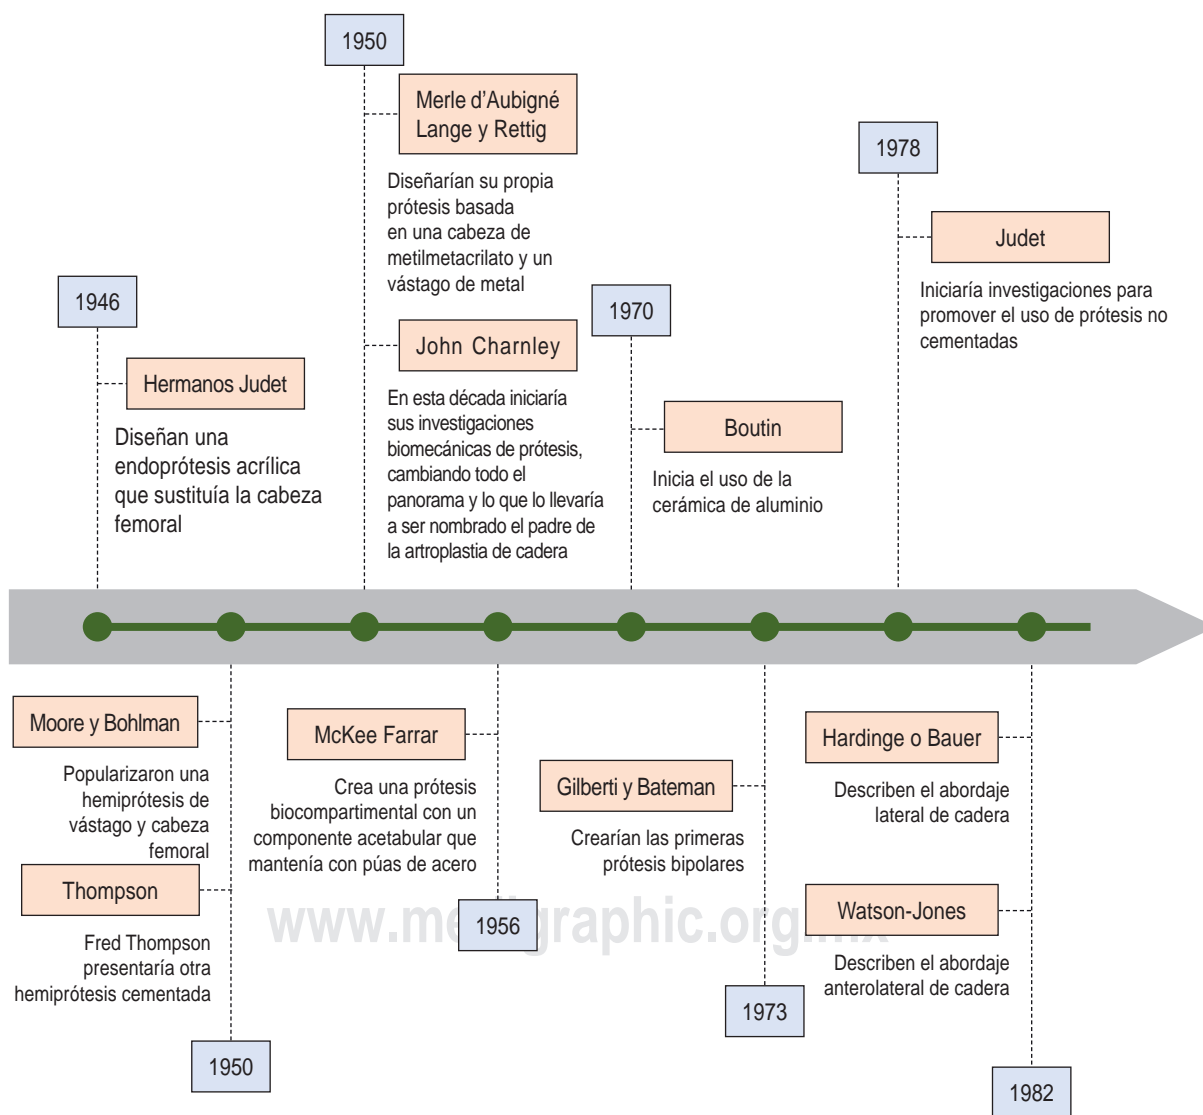 1950
Merle d’Aubigné
Lange y Rettig
Diseñarían su propia
prótesis basada
en una cabeza de
metilmetacrilato y un
vástago de metal
John Charnley
En esta década iniciaría
sus investigaciones
biomecánicas de prótesis,
cambiando todo el
panorama y lo que lo llevaría
a ser nombrado el padre de
la artroplastia de cadera
1978
Judet
Iniciaría investigaciones para
promover el uso de prótesis no
cementadas
1946
Hermanos Judet
Diseñan una
endoprótesis acrílica
que sustituía la cabeza
femoral
1970
Boutin
Inicia el uso de la
cerámica de aluminio
Moore y Bohlman
Popularizaron una
hemiprótesis de
vástago y cabeza
femoral
Thompson
Fred Thompson
presentaría otra
hemiprótesis cementada
1950
McKee Farrar
Crea una prótesis
biocompartimental con un
componente acetabular que
mantenía con púas de acero
1956
Gilberti y Bateman
Crearían las primeras
prótesis bipolares
1973
Hardinge o Bauer
Describen el abordaje
lateral de cadera
Watson-Jones
Describen el abordaje
anterolateral de cadera
1982
www.medigraphic.org.mx